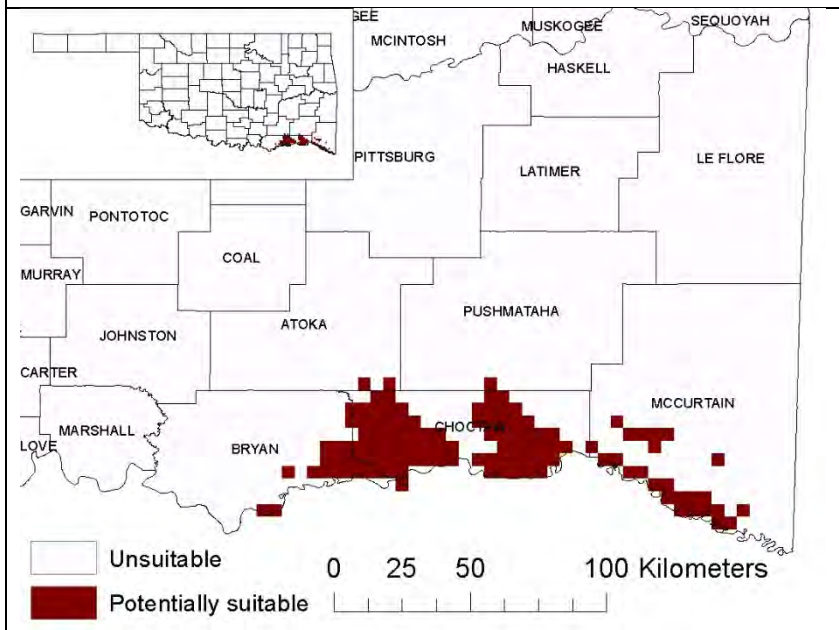 GEE
MUSKOGEE
SEQUOYAH
MCINTOSH
HASKELL
PITTSBURG
LATIMER
LE FLORE
GARVIN
PONTOTOC
COAL
MURRAY
PUSHMATAHA
ATOKA
JOHNSTON
CARTER
MCCURTAIN
CHOCTAW
MARSHALL
BRYAN
LOVE
Unsuitable
0 25 50 100 Kilometers
Potentially suitable